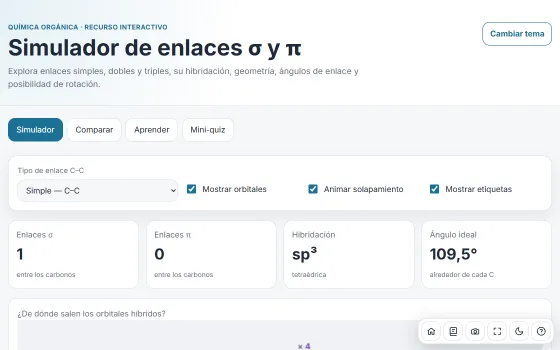 QUÍMICA ORGÁNICA · RECURSO INTERACTIVO
Simulador de enlaces σ y π
Cambiar tema
Explora enlaces simples, dobles y triples, su hibridación, geometría, ángulos de enlace y
posibilidad de rotación.
Simulador
Comparar
Aprender
Mini-quiz
Tipo de enlace C–C
Simple — C–C
Mostrar orbitales
Animar solapamiento
Mostrar etiquetas
Enlaces σ
1
entre los carbonos
Enlaces π
0
entre los carbonos
Hibridación
sp³
tetraédrica
Ángulo ideal
109,5°
alrededor de cada C
¿De dónde salen los orbitales híbridos?
× 4